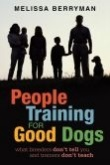 MELISSA BERRYMAN
People
Training
FOR Good Dogs
what breeders don't tell you
and trainers don't teach